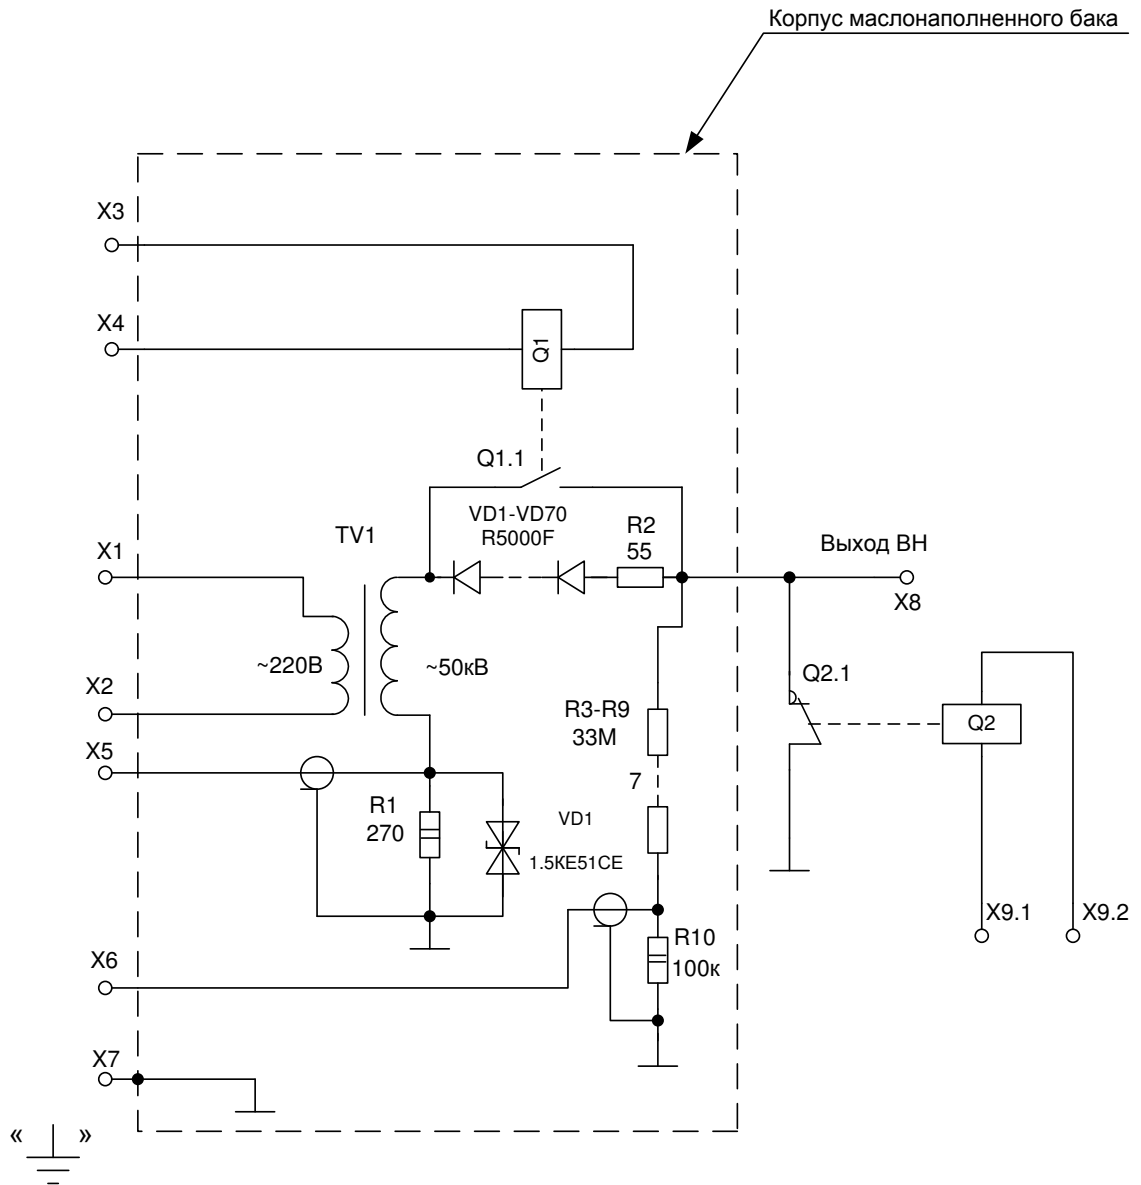 Корпус маслонаполненного бака
X3
X4
Q1
Q1.1
VD1-VD70
R5000F
R2
55
TV1
X1
Выход ВН
X8
~220В
~50кВ
X2
Q2.1
R3-R9
33М
Q2
X5
7
R1
270
VD1
1.5KE51CE
X9.1
X9.2
R10
100к
X6
X7
« »